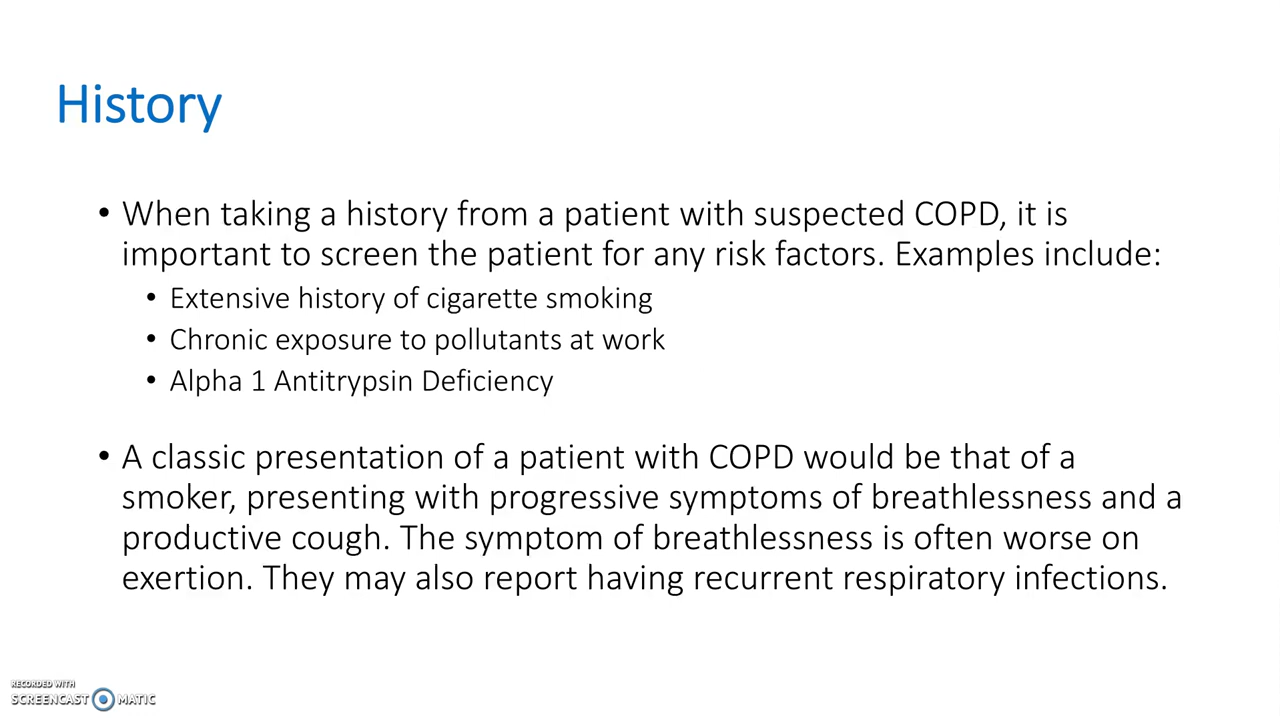 History
• When taking a history from a patient with suspected COPD, it is
important to screen the patient for any risk factors. Examples include:
• Extensive history of cigarette smoking
• Chronic exposure to pollutants at work
• Alpha 1 Antitrypsin Deficiency
• A classic presentation of a patient with COPD would be that of a
smoker, presenting with progressive symptoms of breathlessness and a
productive cough. The symptom of breathlessness is often worse on
exertion. They may also report having recurrent respiratory infections.
RECORDED WITH
SCREENCAST MATIC